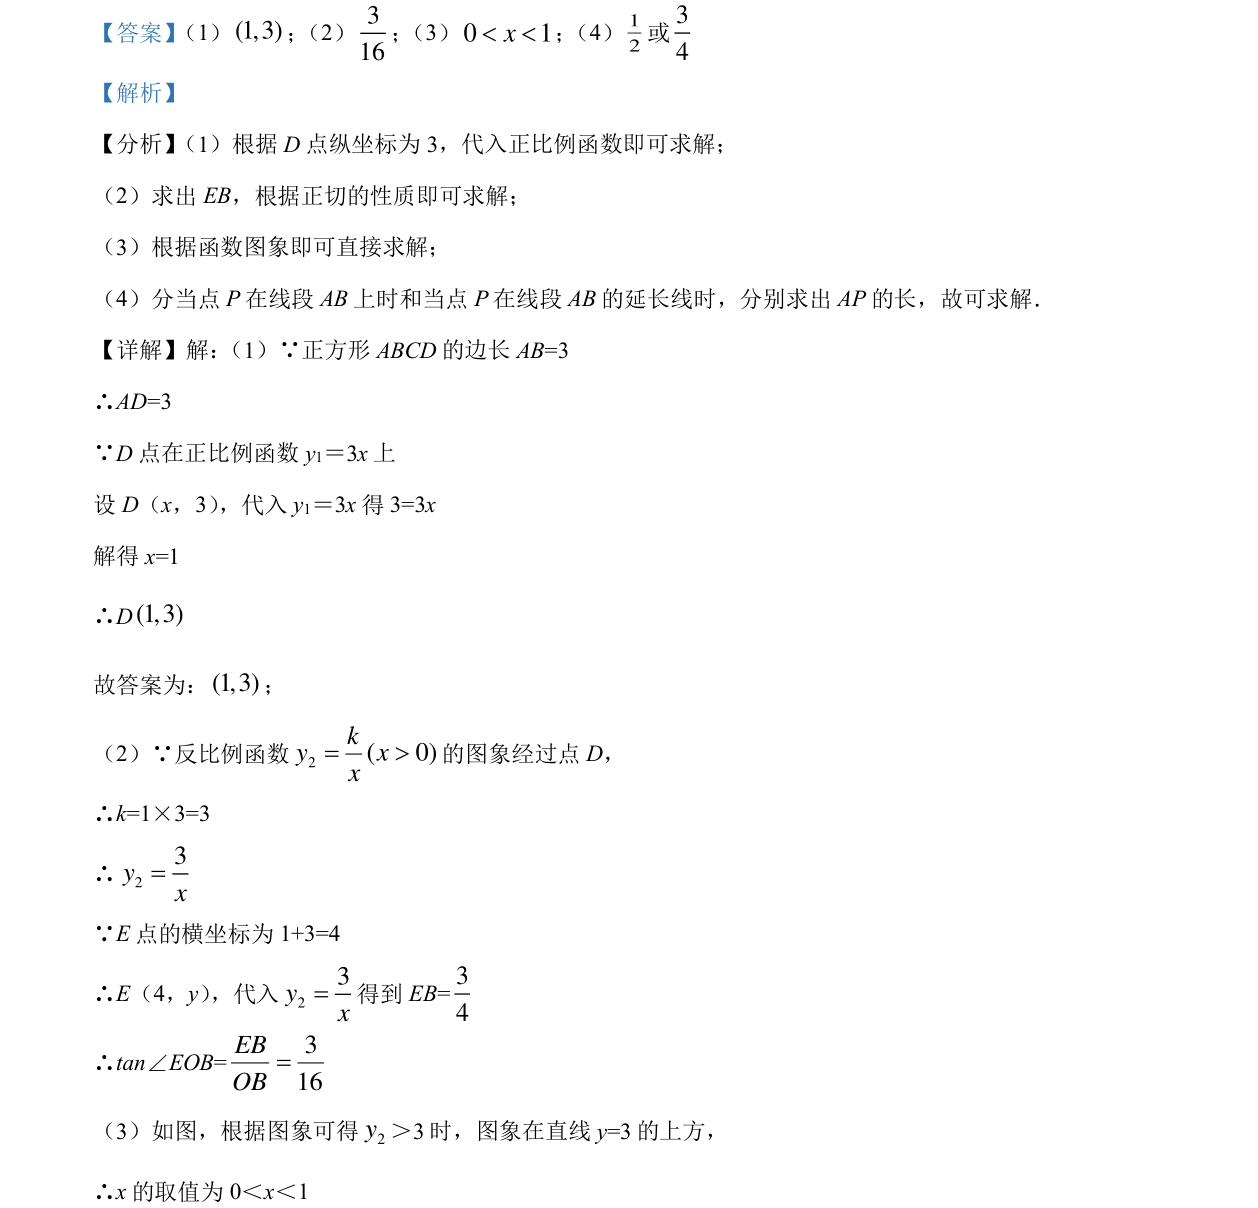 【答案】（1）(1,3)；（2）3/16；（3）0<x<1；（4）1/2或3/4
【解析】
【分析】（1）根据 D 点纵坐标为 3，代入正比例函数即可求解；
（2）求出 EB，根据正切的性质即可求解；
（3）根据函数图象即可直接求解；
（4）分当点 P 在线段 AB 上时和当点 P 在线段 AB 的延长线时，分别求出 AP 的长，故可求解．
【详解】解：（1）∵正方形 ABCD 的边长 AB=3
∴AD=3
∵D 点在正比例函数 y₁＝3x 上
设 D（x，3），代入 y₁＝3x 得 3=3x
解得 x=1
∴D(1,3)
故答案为：(1,3)；
（2）∵反比例函数 y₂=k/x(x>0)的图象经过点 D，
∴k=1×3=3
∴y₂=3/x
∵E 点的横坐标为 1+3=4
∴E（4，y），代入 y₂=3/x 得到 EB=3/4
∴tan∠EOB=EB/OB=3/16
（3）如图，根据图象可得 y₂＞3 时，图象在直线 y=3 的上方，
∴x 的取值为 0＜x＜1